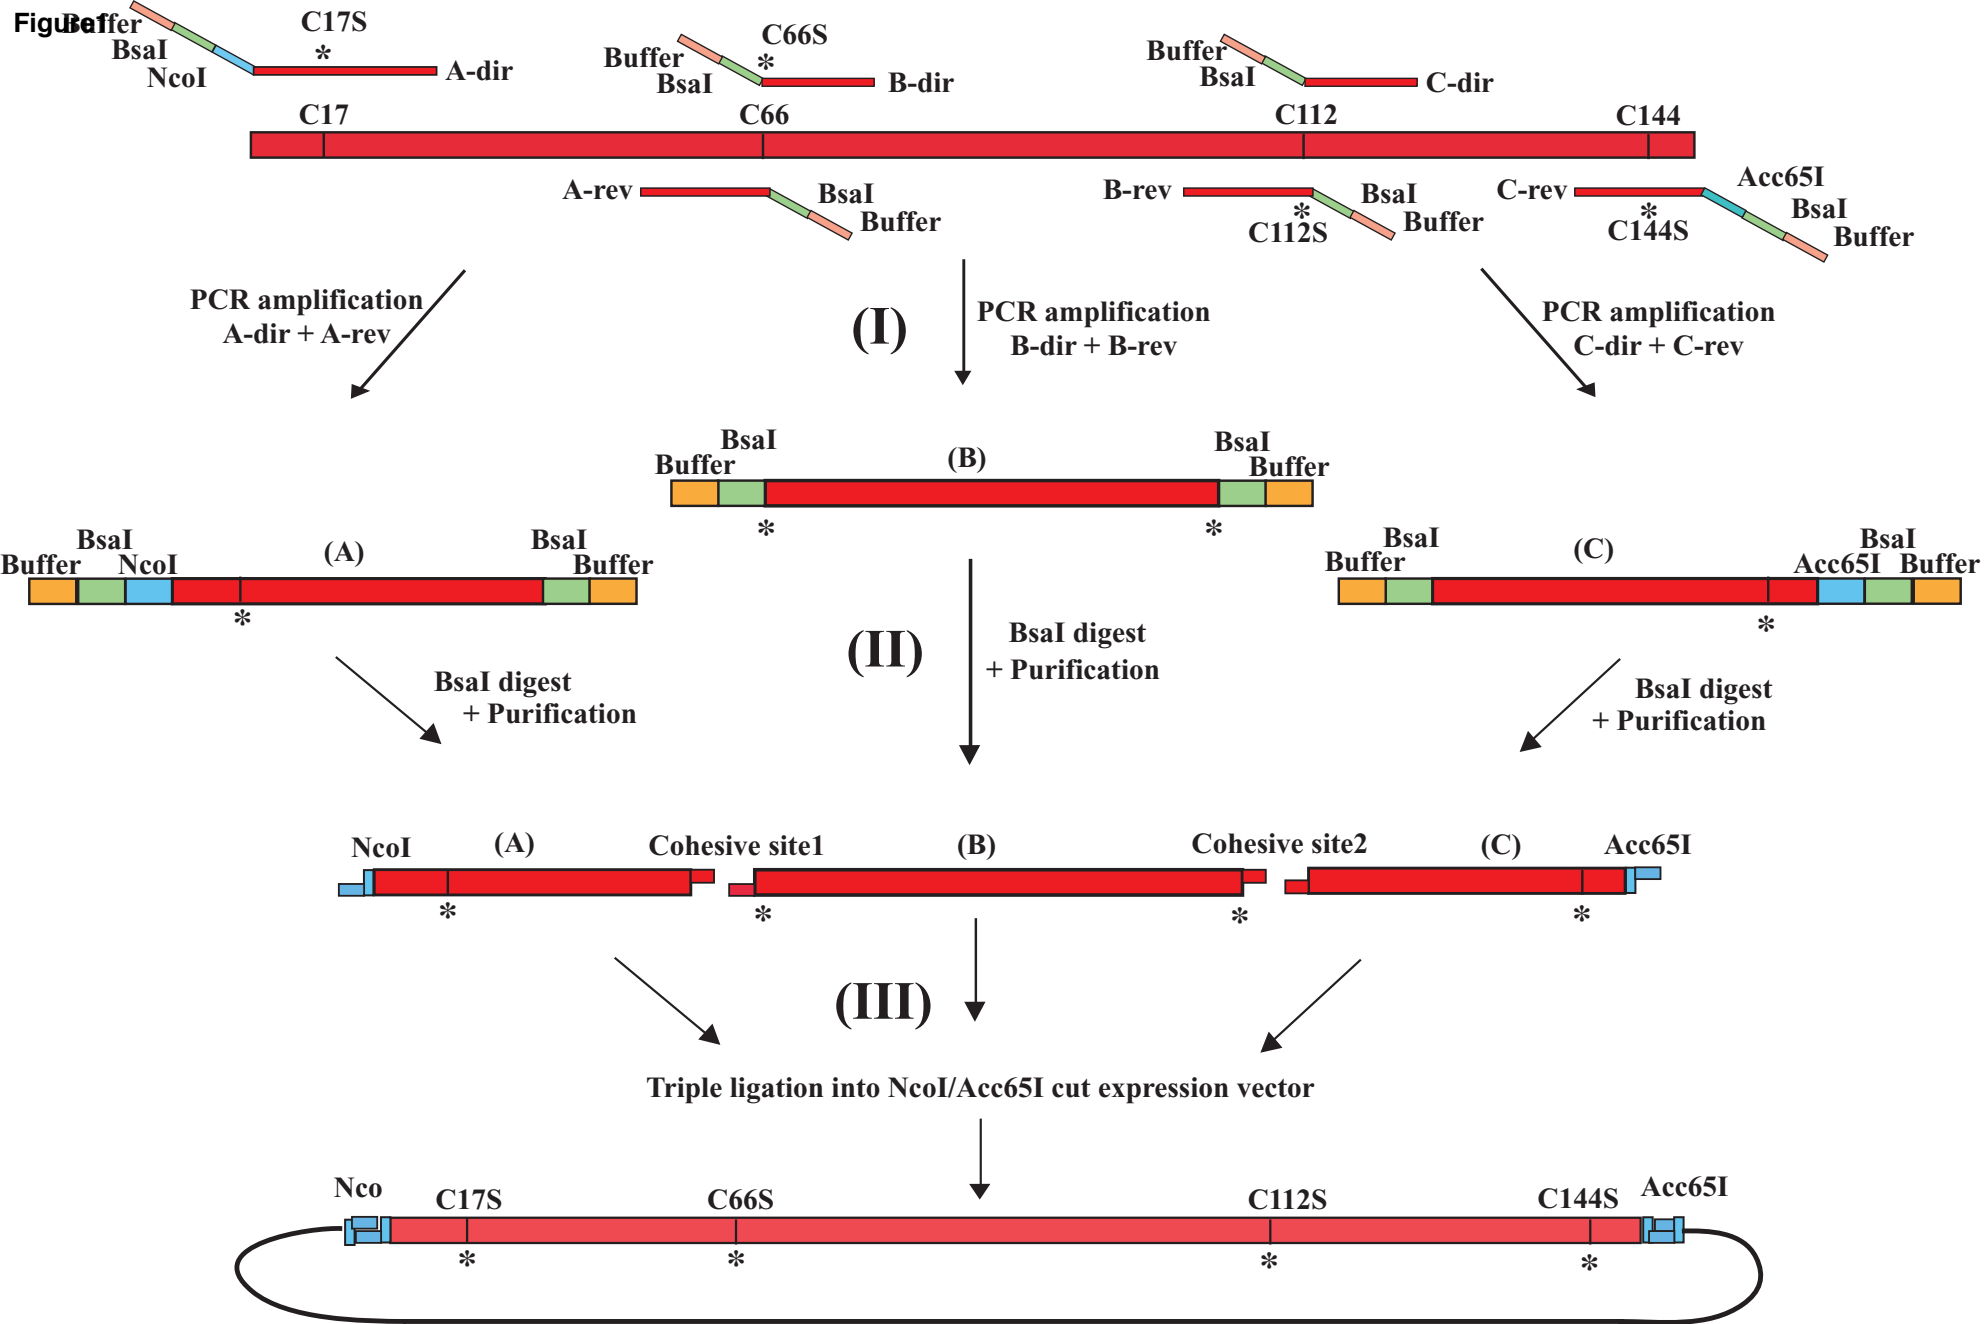 Figure1
Buffer
BsaI
NcoI
C17S
*
A-dir
Buffer
BsaI
C66S
*
B-dir
Buffer
BsaI
C-dir
C17
C66
C112
C144
A-rev
BsaI
Buffer
B-rev
*
C112S
BsaI
Buffer
C-rev
*
C144S
Acc65I
BsaI
Buffer
PCR amplification
A-dir + A-rev
(I)
PCR amplification
B-dir + B-rev
PCR amplification
C-dir + C-rev
Buffer
BsaI
(B)
BsaI
Buffer
*
*
Buffer
BsaI
NcoI
(A)
BsaI
Buffer
*
Buffer
BsaI
(C)
Acc65I
BsaI
Buffer
*
BsaI digest
+ Purification
(II)
BsaI digest
+ Purification
BsaI digest
+ Purification
NcoI
(A)
Cohesive site1
(B)
Cohesive site2
(C)
Acc65I
*
*
*
*
(III)
Triple ligation into NcoI/Acc65I cut expression vector
Nco
C17S
C66S
C112S
C144S
Acc65I
*
*
*
*